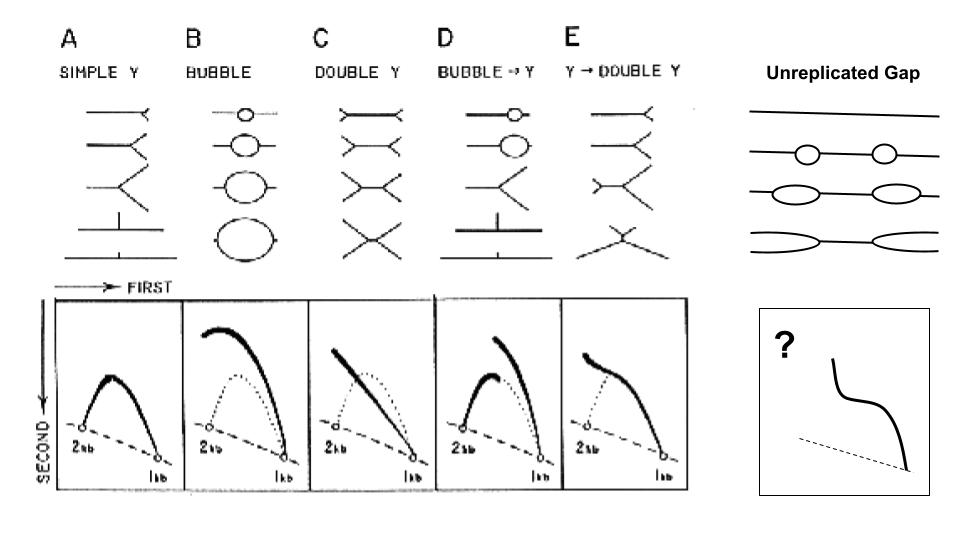 A
SIMPLE Y
B
BUBBLE
C
DOUBLE Y
D
BUBBLE → Y
E
Y → DOUBLE Y
Unreplicated Gap
FIRST
SECOND
2kb
1kb
2kb
1kb
2kb
1kb
2kb
1kb
2kb
1kb
?